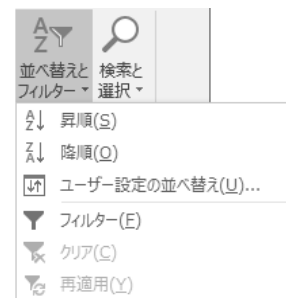 並べ替えと 検索と
フィルター 選択
昇順(S)
降順(O)
ユーザー設定の並べ替え(U)...
フィルター(F)
クリア(C)
再適用(Y)